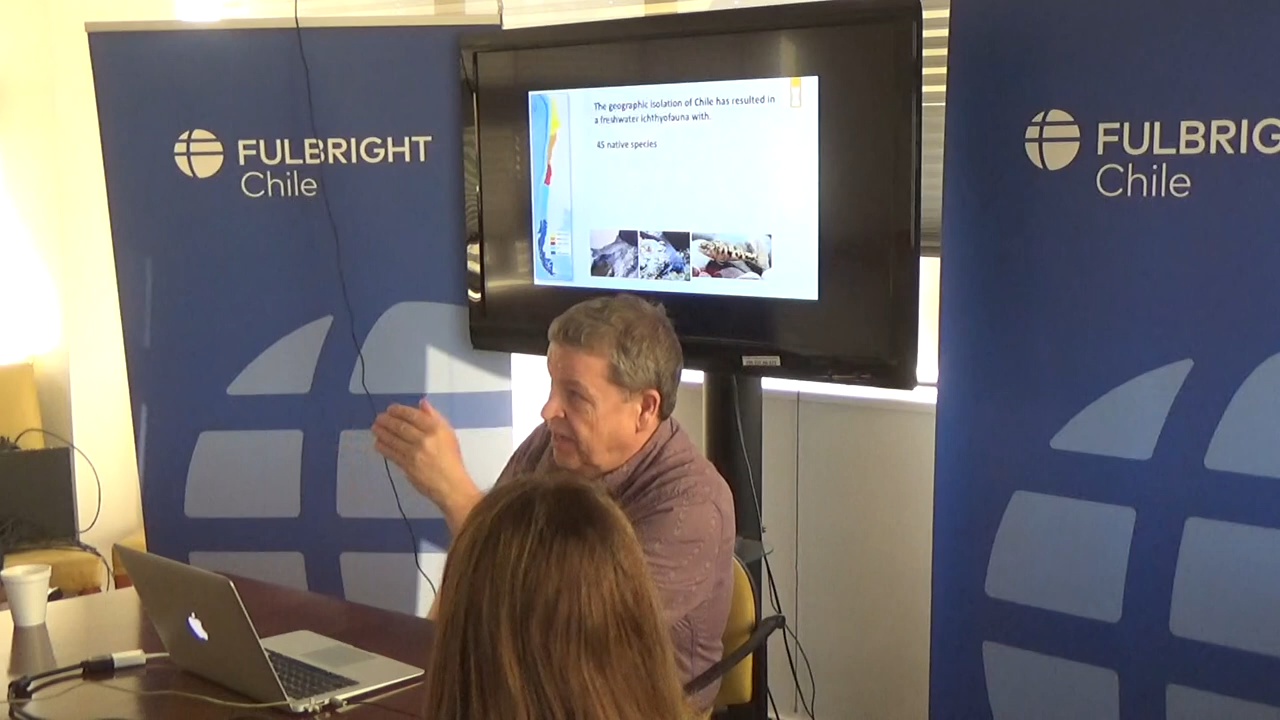 FULBRIGHT
Chile
The geographic isolation of Chile has resulted in
a freshwater ichthyofauna with.
45 native species
FULBRIG
Chile